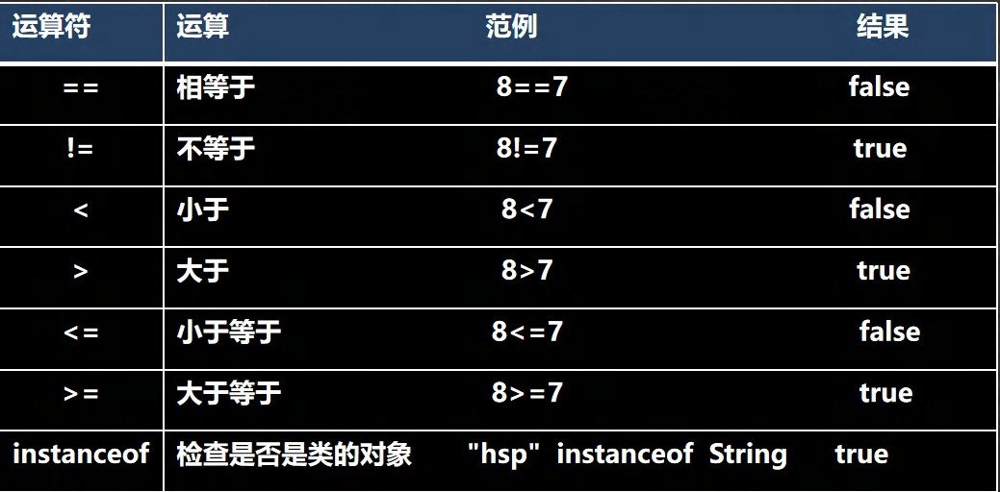 运算符 运算 范例 结果
== 相等于 8==7 false
!= 不等于 8!=7 true
< 小于 8<7 false
> 大于 8>7 true
<= 小于等于 8<=7 false
>= 大于等于 8>=7 true
instanceof 检查是否是类的对象 "hsp" instanceof String true